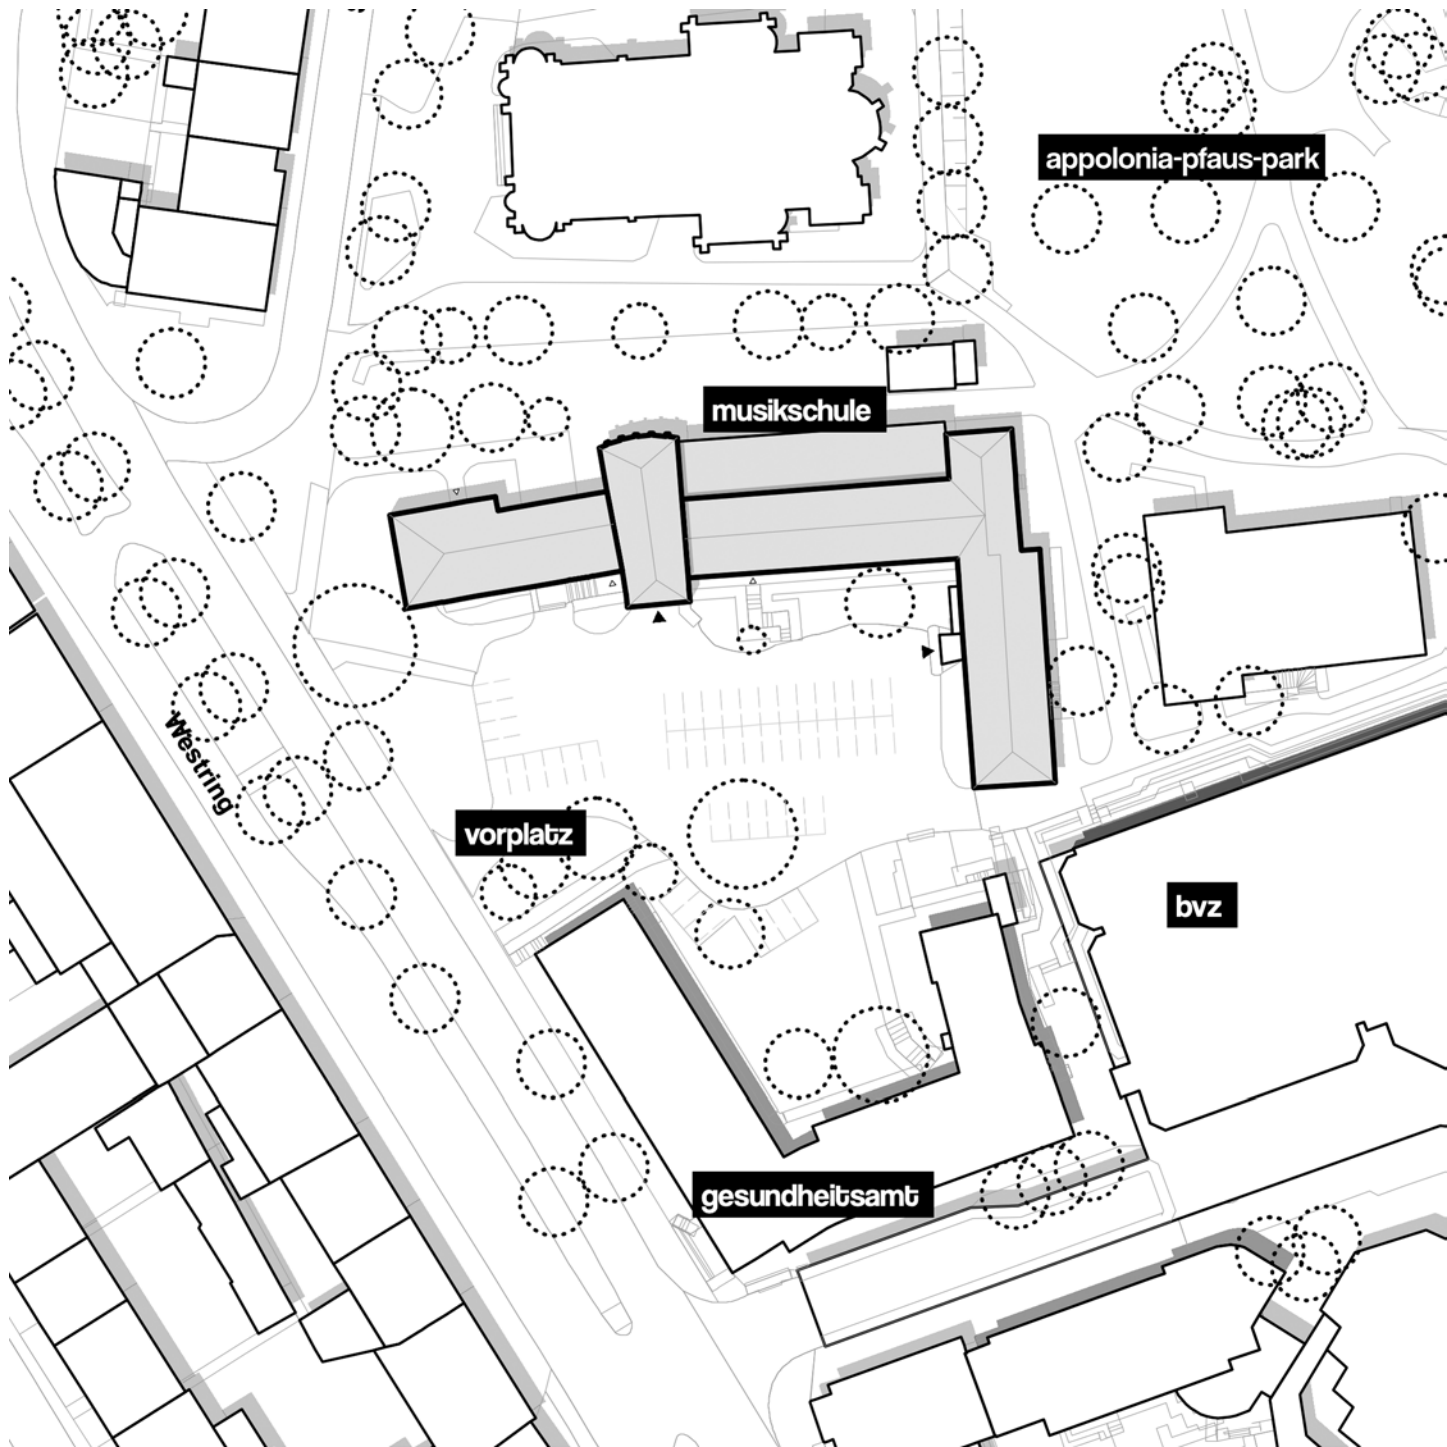 appolonia-pfaus-park
musikschule
Westring
vorplatz
bvz
gesundheitsamt